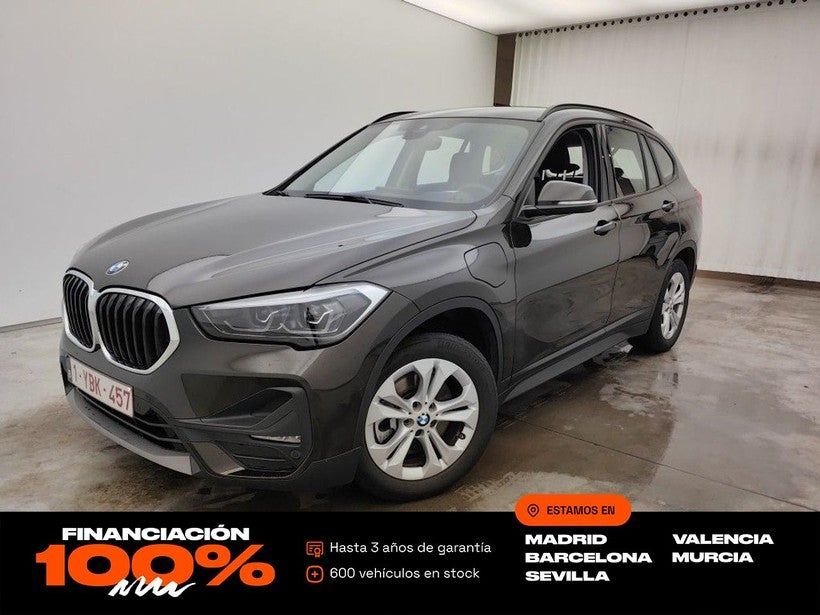 1-YBK-457
FINANCIACIÓN
100%
Hasta 3 años de garantía
600 vehículos en stock
ESTAMOS EN
MADRID
BARCELONA
SEVILLA
VALENCIA
MURCIA